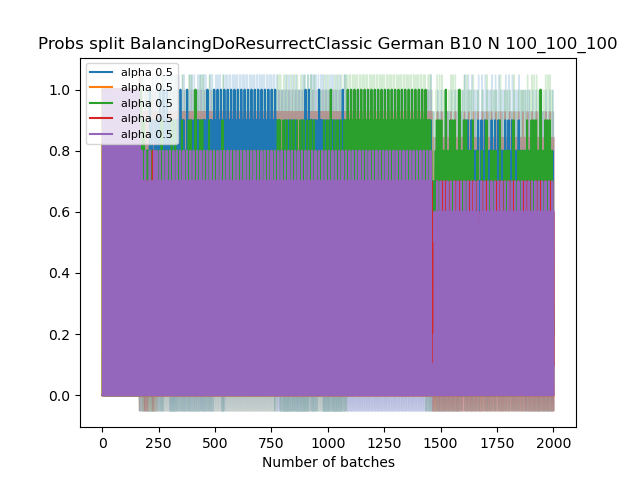 Probs split BalancingDoResurrectClassic German B10 N 100_100_100
alpha 0.5
alpha 0.5
alpha 0.5
alpha 0.5
alpha 0.5
1.0
0.8
0.6
0.4
0.2
0.0
0 250 500 750 1000 1250 1500 1750 2000
Number of batches